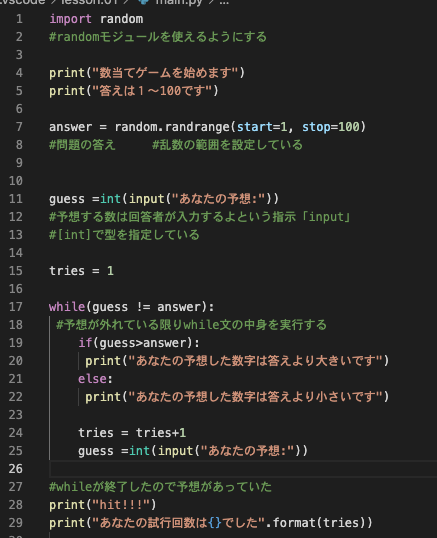 .vscode > lesson.01 > main.py > ...
1 import random
2 #randomモジュールを使えるようにする
3
4 print("数当てゲームを始めます")
5 print("答えは１〜100です")
6
7 answer = random.randrange(start=1, stop=100)
8 #問題の答え #乱数の範囲を設定している
9
10
11 guess =int(input("あなたの予想:"))
12 #予想する数は回答者が入力するよという指示「input」
13 #[int]で型を指定している
14
15 tries = 1
16
17 while(guess != answer):
18 #予想が外れている限りwhile文の中身を実行する
19 if(guess>answer):
20 print("あなたの予想した数字は答えより大きいです")
21 else:
22 print("あなたの予想した数字は答えより小さいです")
23
24 tries = tries+1
25 guess =int(input("あなたの予想:"))
26
27 #whileが終了したので予想があっていた
28 print("hit!!!")
29 print("あなたの試行回数は{}でした".format(tries))